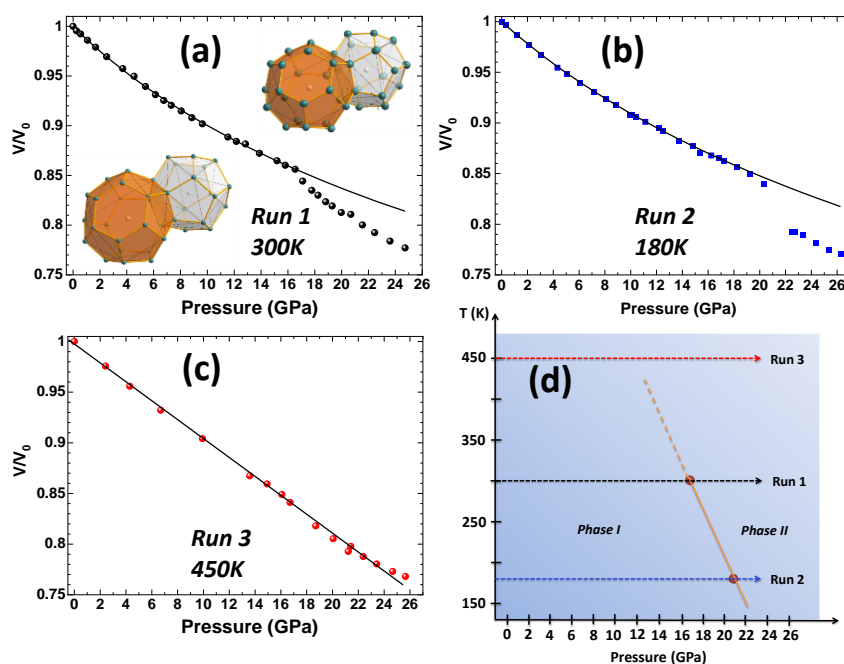 (a)
V/V0
1
0.95
0.9
0.85
0.8
0.75
Run 1
300K
0 2 4 6 8 10 12 14 16 18 20 22 24 26
Pressure (GPa)
(b)
V/V0
1
0.95
0.9
0.85
0.8
0.75
Run 2
180K
0 2 4 6 8 10 12 14 16 18 20 22 24 26
Pressure (GPa)
(c)
V/V0
1
0.95
0.9
0.85
0.8
0.75
Run 3
450K
0 2 4 6 8 10 12 14 16 18 20 22 24 26
Pressure (GPa)
T (K)
(d)
450
350
250
150
Run 3
Run 1
Phase I
Phase II
Run 2
0 2 4 6 8 10 12 14 16 18 20 22 24 26
Pressure (GPa)